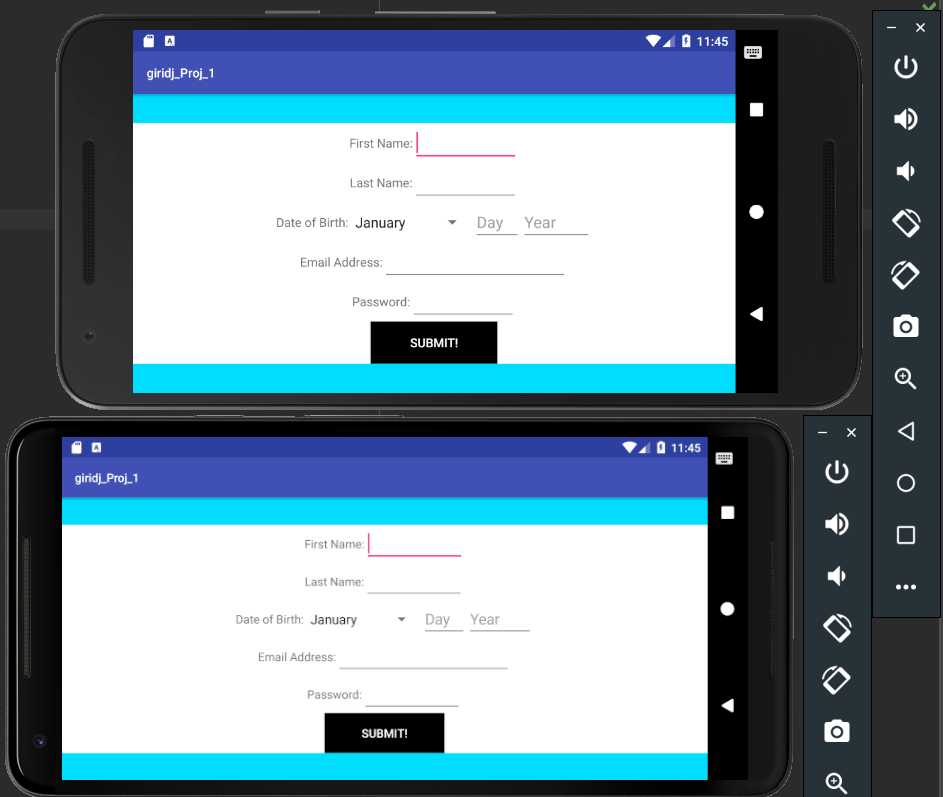 11:45
giridj_Proj_1
First Name:
Last Name:
Date of Birth: January Day Year
Email Address:
Password:
SUBMIT!
11:45
giridj_Proj_1
First Name:
Last Name:
Date of Birth: January Day Year
Email Address:
Password:
SUBMIT!